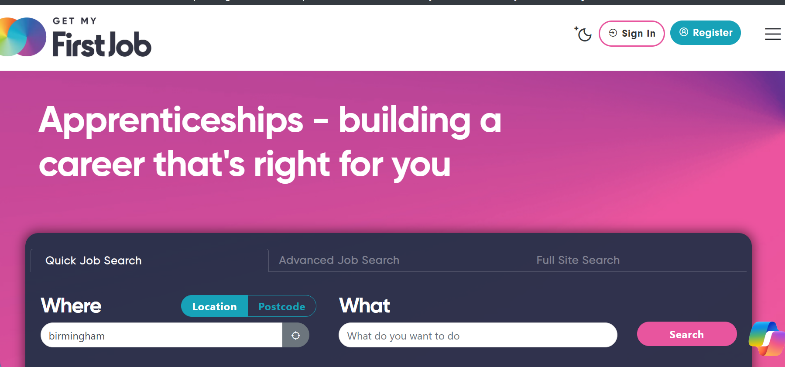 GET MY
FirstJob
Sign In
Register
Apprenticeships - building a
career that's right for you
Quick Job Search
Advanced Job Search
Full Site Search
Where
Location
Postcode
What
birmingham
What do you want to do
Search